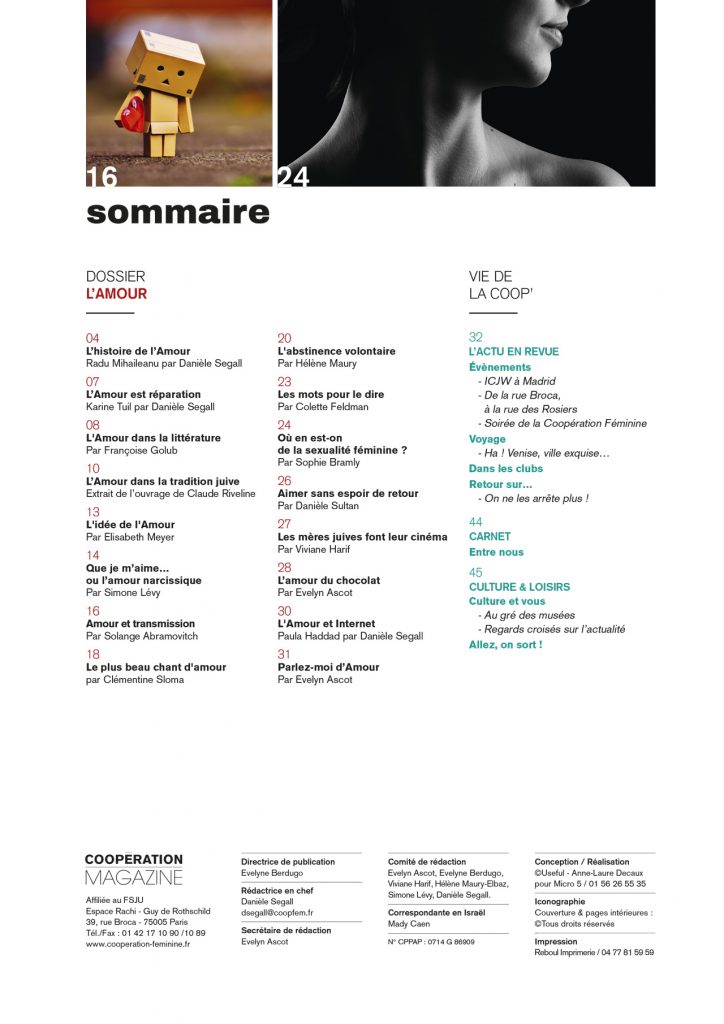 16
24
sommaire
DOSSIER
L'AMOUR
04
L'histoire de l'Amour
Radu Mihaileanu par Danièle Segall
07
L'Amour est réparation
Karine Tuil par Danièle Segall
08
L'Amour dans la littérature
Par Françoise Golub
10
L'Amour dans la tradition juive
Extrait de l'ouvrage de Claude Riveline
13
L'idée de l'Amour
Par Elisabeth Meyer
14
Que je m'aime...
ou l'amour narcissique
Par Simone Lévy
16
Amour et transmission
Par Solange Abramovitch
18
Le plus beau chant d'amour
par Clémentine Sloma
20
L'abstinence volontaire
Par Hélène Maury
23
Les mots pour le dire
Par Colette Feldman
24
Où en est-on
de la sexualité féminine ?
Par Sophie Bramly
26
Aimer sans espoir de retour
Par Danièle Sultan
27
Les mères juives font leur cinéma
Par Viviane Harif
28
L'amour du chocolat
Par Evelyn Ascot
30
L'Amour et Internet
Paula Haddad par Danièle Segall
31
Parlez-moi d'Amour
Par Evelyn Ascot
VIE DE
LA COOP'
32
L'ACTU EN REVUE
Évènements
- ICJW à Madrid
- De la rue Broca,
à la rue des Rosiers
- Soirée de la Coopération Féminine
Voyage
- Ha ! Venise, ville exquise…
Dans les clubs
Retour sur...
- On ne les arrête plus !
44
CARNET
Entre nous
45
CULTURE & LOISIRS
Culture et vous
- Au gré des musées
- Regards croisés sur l'actualité
Allez, on sort !
COOPÉRATION
MAGAZINE
Affiliée au FSJU
Espace Rachi - Guy de Rothschild
39, rue Broca - 75005 Paris
Tél./Fax : 01 42 17 10 90 /10 89
www.cooperation-feminine.fr
Directrice de publication
Evelyne Berdugo
Rédactrice en chef
Danièle Segall
dsegall@coopfem.fr
Secrétaire de rédaction
Evelyn Ascot
Comité de rédaction
Evelyn Ascot, Evelyne Berdugo,
Viviane Harif, Hélène Maury-Elbaz,
Simone Lévy, Danièle Segall.
Correspondante en Israël
Mady Caen
N° CPPAP : 0714 G 86909
Conception / Réalisation
©Useful - Anne-Laure Decaux
pour Micro 5 / 01 56 26 55 35
Iconographie
Couverture & pages intérieures :
©Tous droits réservés
Impression
Reboul Imprimerie / 04 77 81 59 59